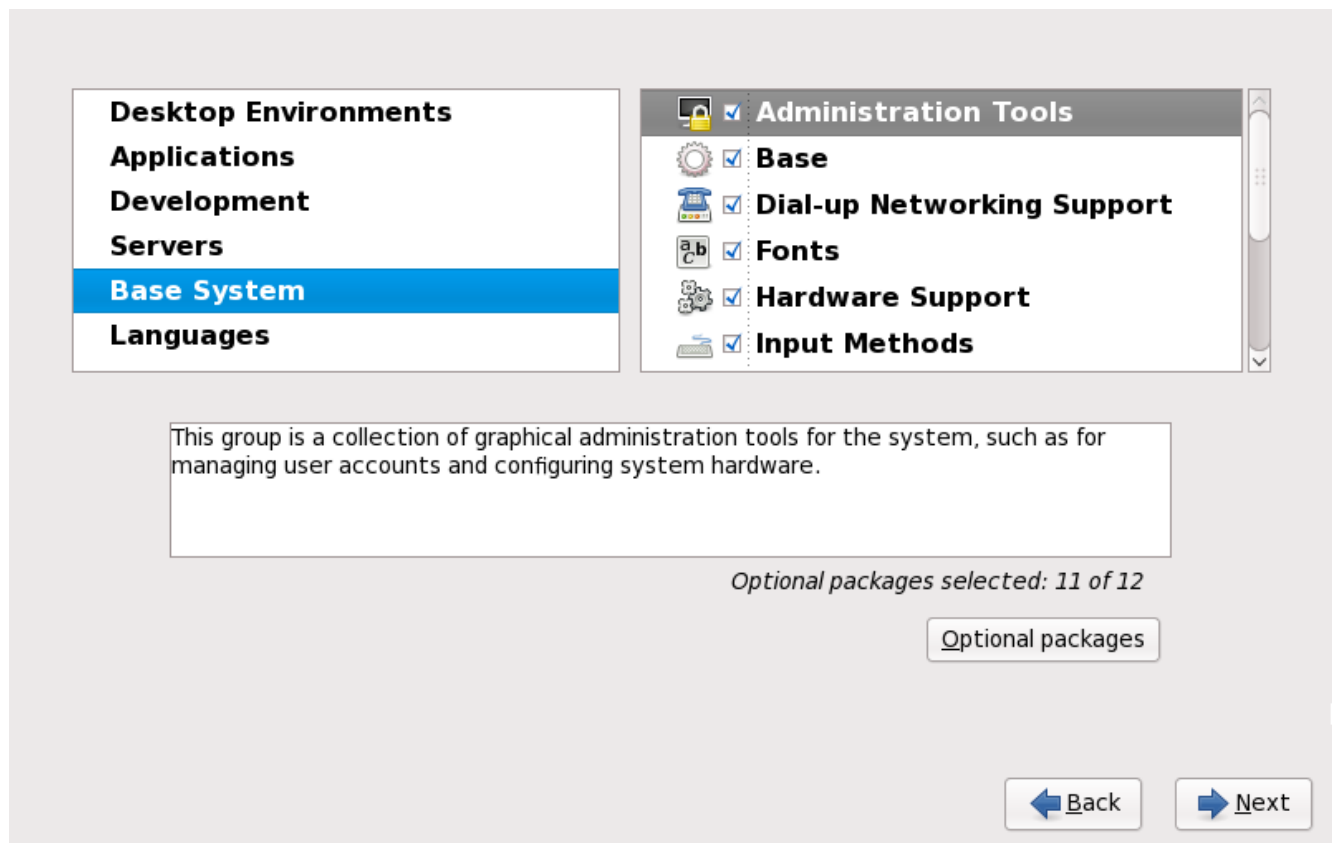 Desktop Environments
Applications
Development
Servers
Base System
Languages
Administration Tools
Base
Dial-up Networking Support
Fonts
Hardware Support
Input Methods
This group is a collection of graphical administration tools for the system, such as for
managing user accounts and configuring system hardware.
Optional packages selected: 11 of 12
Optional packages
Back
Next